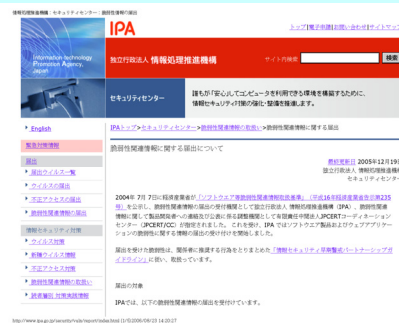 情報処理推進機構：セキュリティセンター：脆弱性関連情報の届出
IPA
Information-technology
Promotion Agency,
Japan
トップ|電子申請|お問い合わせ|サイトマップ
独立行政法人 情報処理推進機構
サイト内検索
検索
セキュリティセンター
誰もが「安心」してコンピュータを利用できる環境を構築するために、
情報セキュリティ対策の強化・整備を推進します。
English
緊急対策情報
届出
届出ウイルス一覧
ウイルスの届出
不正アクセスの届出
脆弱性関連情報の届出
情報セキュリティ対策
ウイルス対策
新種ウイルス情報
不正アクセス対策
脆弱性関連情報の取扱い
読者層別 対策実践情報
IPAトップ>セキュリティセンター>脆弱性関連情報の取扱い>脆弱性関連情報に関する届出
脆弱性関連情報に関する届出について
最終更新日 2005年12月19日
独立行政法人 情報処理推進機構
セキュリティセンター
2004年 7月 7日に経済産業省が「ソフトウエア等脆弱性関連情報取扱基準」（平成16年経済産業省告示第235
号）を公示し、脆弱性関連情報の届出の受付機関として独立行政法人 情報処理推進機構（IPA）、脆弱性関連
情報に関して製品開発者への連絡及び公表に係る調整機関として有限責任中間法人JPCERTコーディネーション
センター（JPCERT/CC）が指定されました。これを受け、IPA ではソフトウエア製品およびウェブアプリケー
ションの脆弱性に関する情報の届出の受付けを開始しました。
届出を受けた脆弱性は、関係者に推奨する行為をとりまとめた「情報セキュリティ早期警戒パートナーシップガ
イドライン」に従い、取扱っています。
届出の対象
IPAでは、以下の脆弱性関連情報の届出を受付けています。